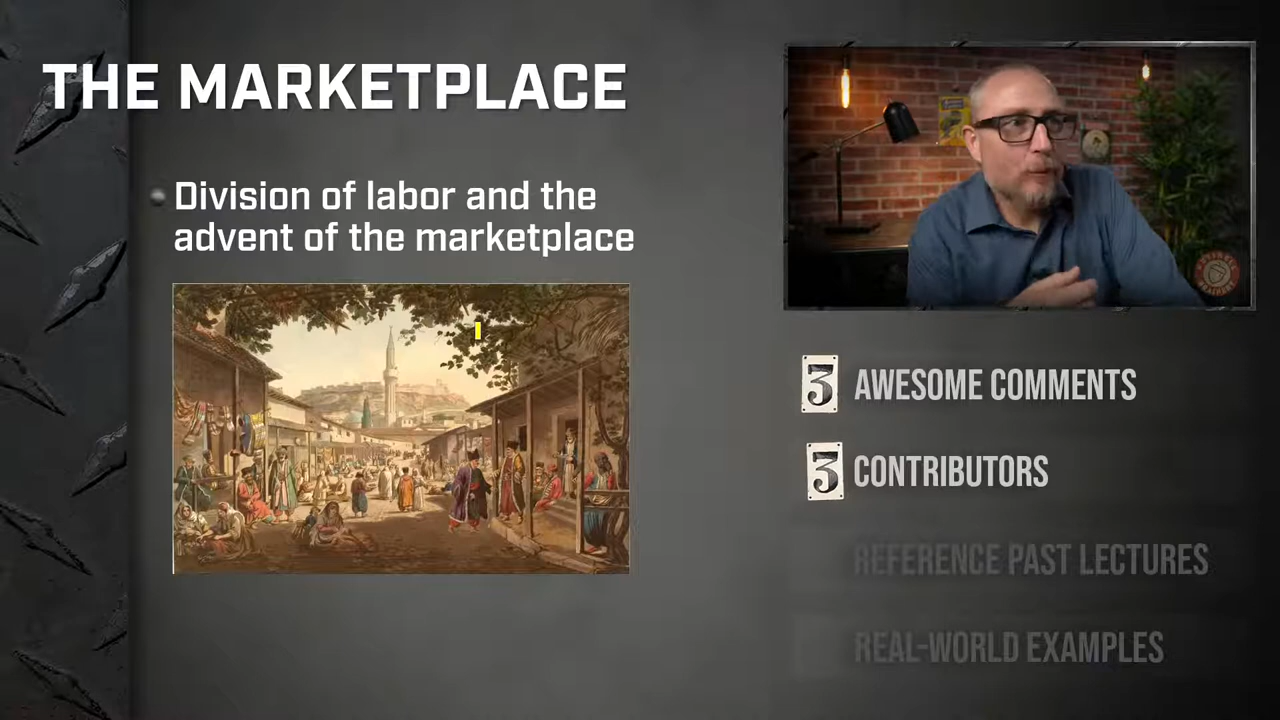 THE MARKETPLACE
Division of labor and the
advent of the marketplace
3 AWESOME COMMENTS
3 CONTRIBUTORS
REFERENCE PAST LECTURES
REAL-WORLD EXAMPLES